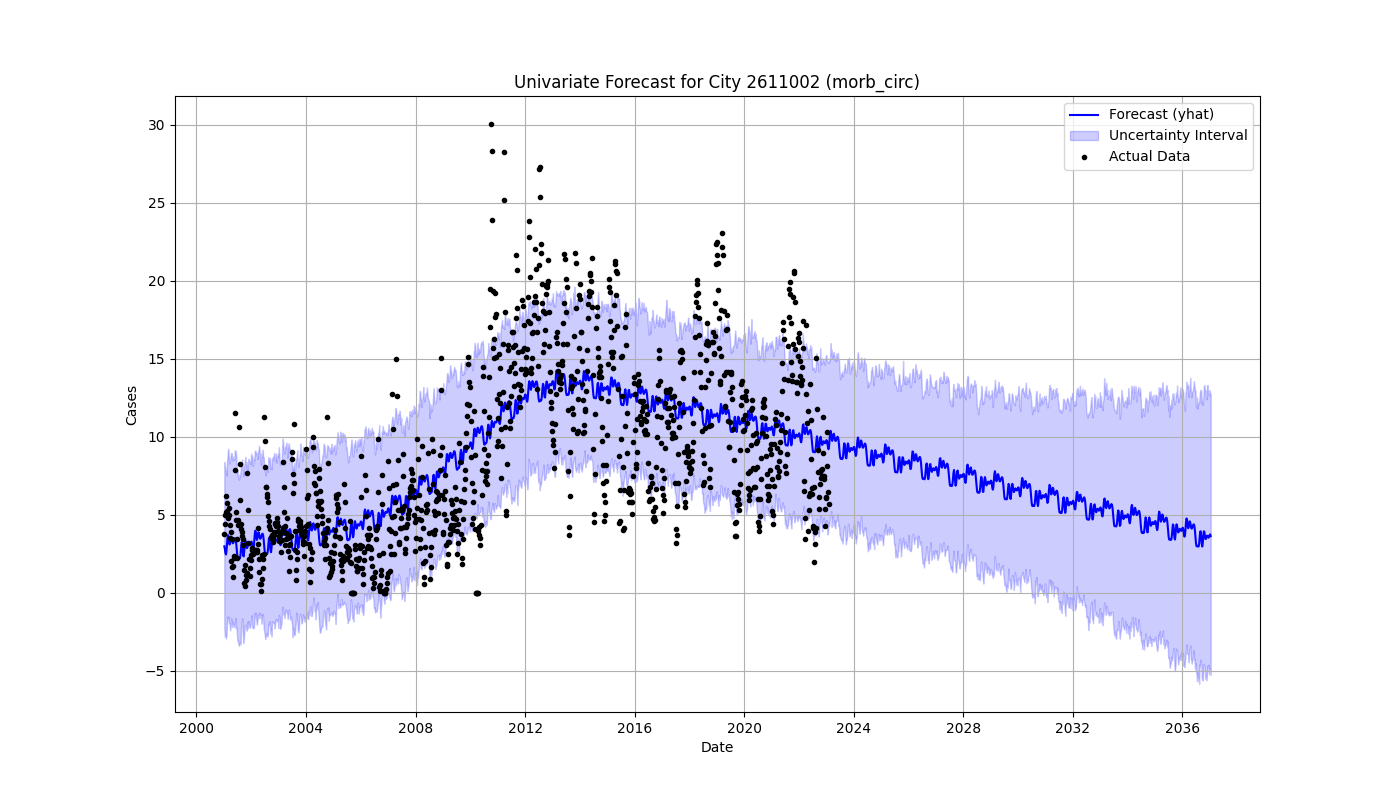 Univariate Forecast for City 2611002 (morb_circ)
Forecast (yhat)
Uncertainty Interval
Actual Data
Cases
30
25
20
15
10
5
0
−5
2000 2004 2008 2012 2016 2020 2024 2028 2032 2036
Date